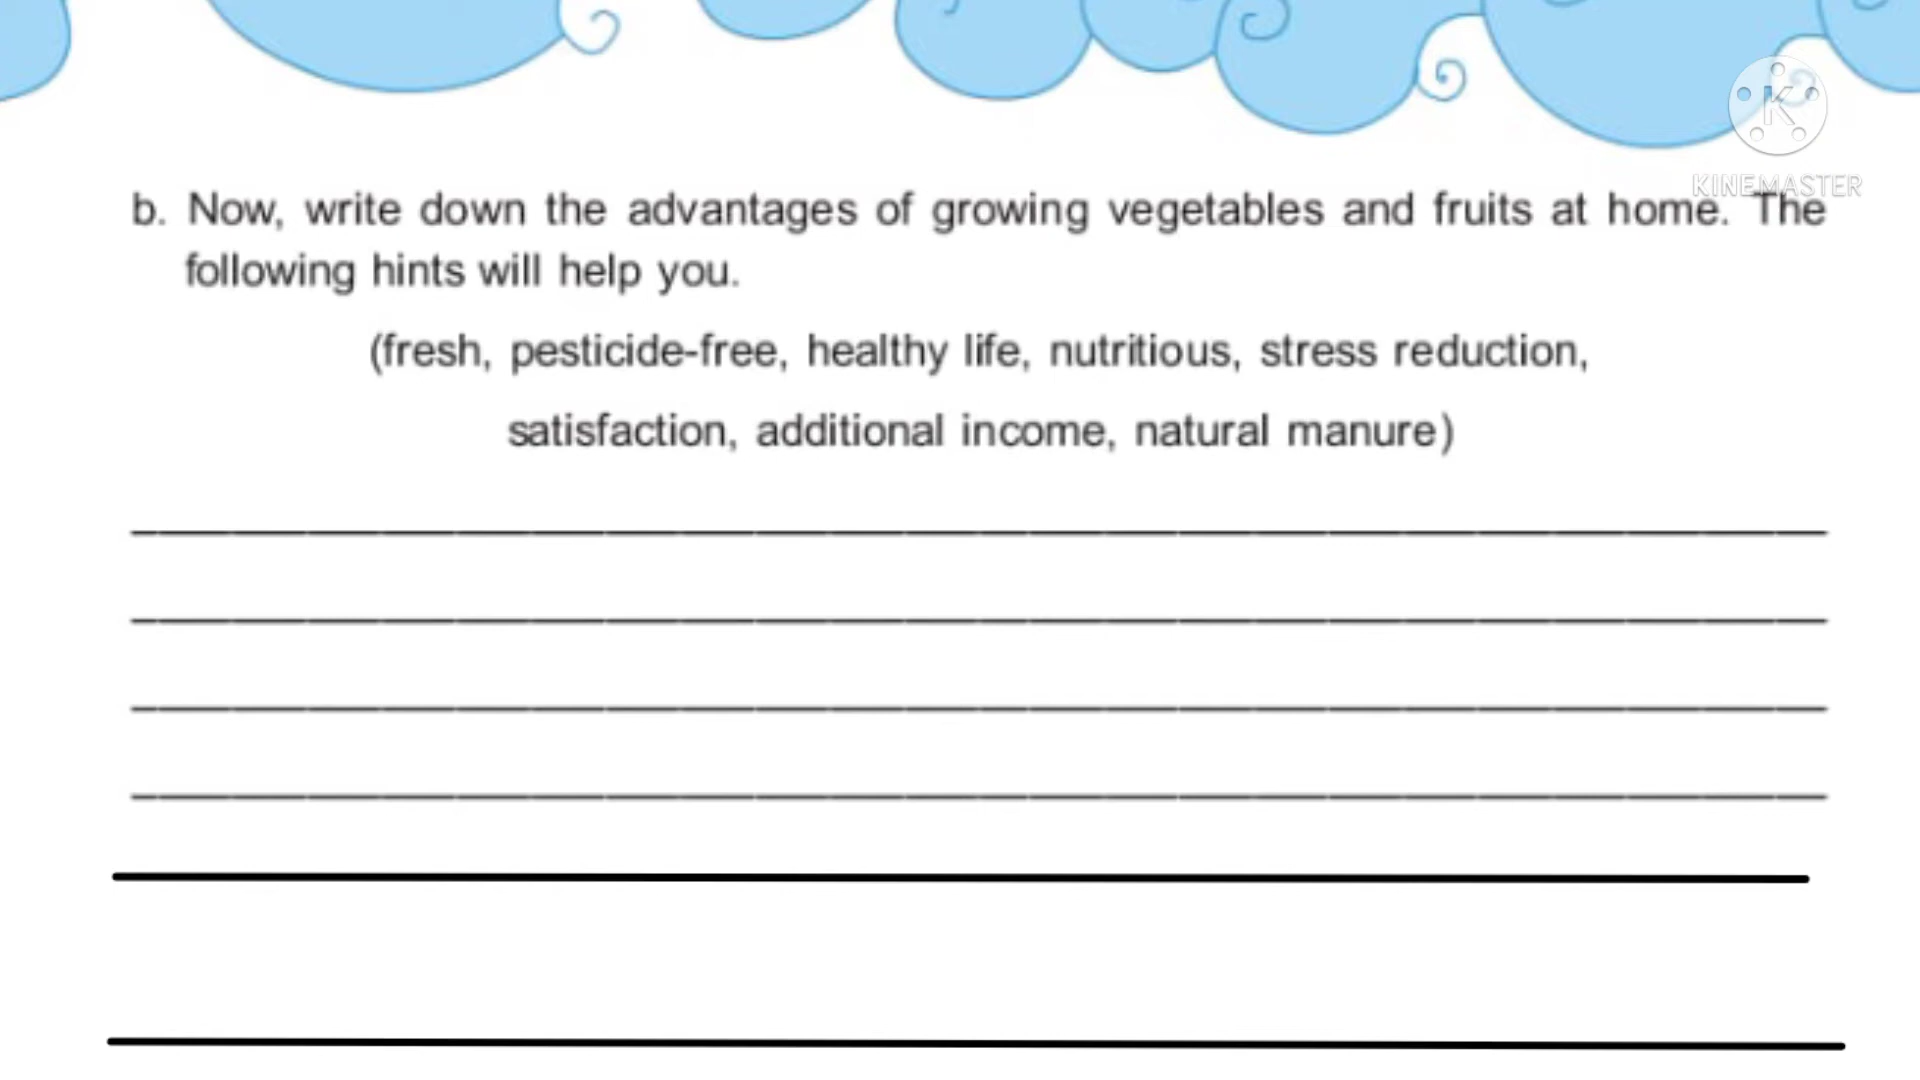 K
KINEMASTER
b. Now, write down the advantages of growing vegetables and fruits at home. The
following hints will help you.
(fresh, pesticide-free, healthy life, nutritious, stress reduction,
satisfaction, additional income, natural manure)